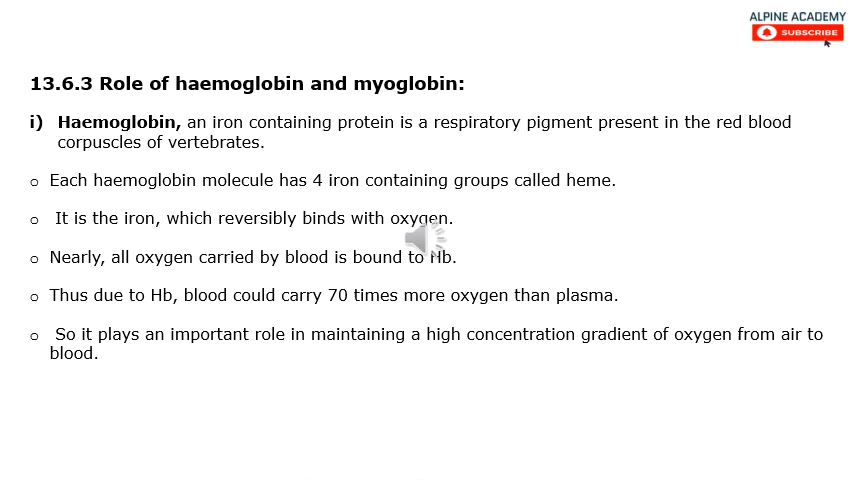 ALPINE ACADEMY
SUBSCRIBE
13.6.3 Role of haemoglobin and myoglobin:
i) Haemoglobin, an iron containing protein is a respiratory pigment present in the red blood
corpuscles of vertebrates.
o Each haemoglobin molecule has 4 iron containing groups called heme.
o It is the iron, which reversibly binds with oxygen.
o Nearly, all oxygen carried by blood is bound to Hb.
o Thus due to Hb, blood could carry 70 times more oxygen than plasma.
o So it plays an important role in maintaining a high concentration gradient of oxygen from air to
blood.